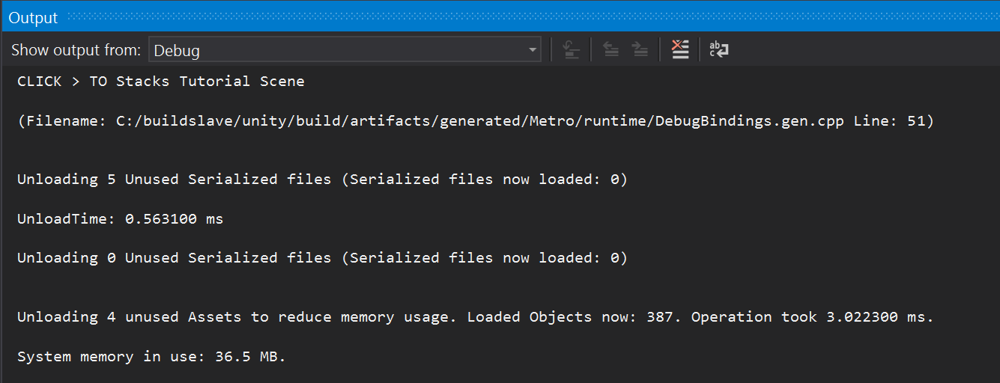 Output
Show output from: Debug
ab
c
CLICK > TO Stacks Tutorial Scene
(Filename: C:/buildslave/unity/build/artifacts/generated/Metro/runtime/DebugBindings.gen.cpp Line: 51)
Unloading 5 Unused Serialized files (Serialized files now loaded: 0)
UnloadTime: 0.563100 ms
Unloading 0 Unused Serialized files (Serialized files now loaded: 0)
Unloading 4 unused Assets to reduce memory usage. Loaded Objects now: 387. Operation took 3.022300 ms.
System memory in use: 36.5 MB.